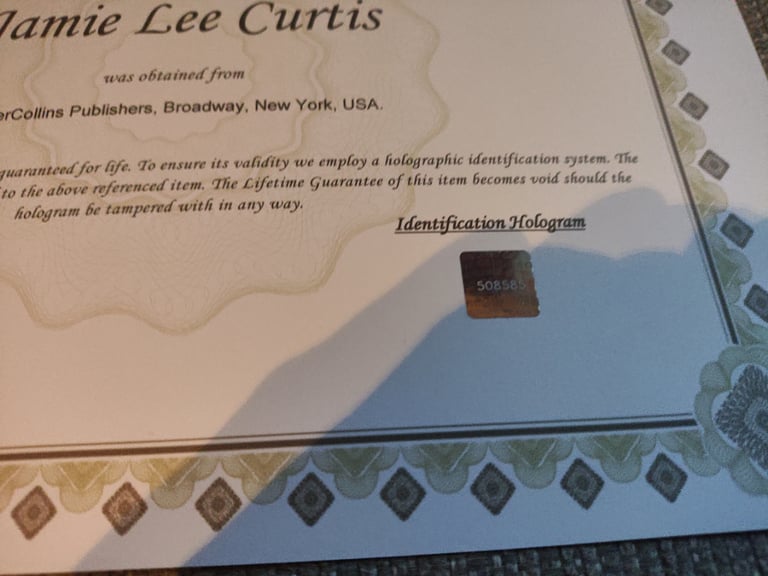 Jamie Lee Curtis
was obtained from
erCollins Publishers, Broadway, New York, USA.
guaranteed for life. To ensure its validity we employ a holographic identification system. The
to the above referenced item. The Lifetime Guarantee of this item becomes void should the
hologram be tampered with in any way.
Identification Hologram
508585